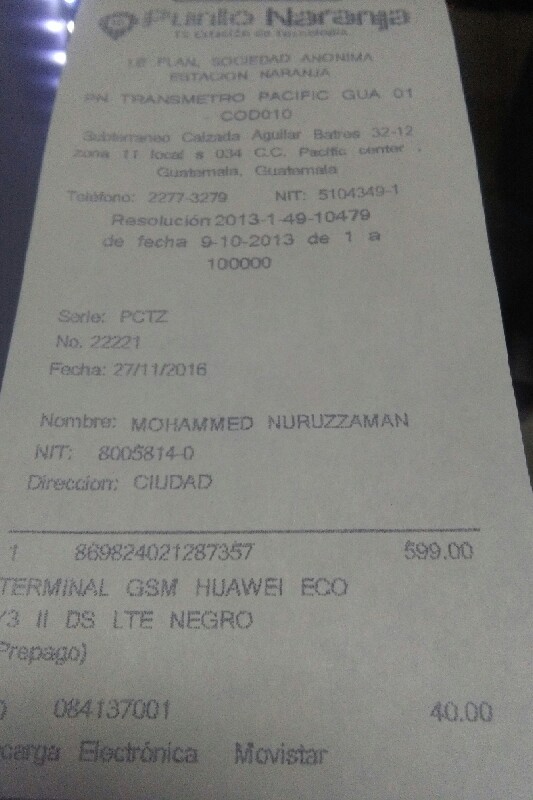 Punto Naranja
Tu Estación de Tecnología
I.B PLAN, SOCIEDAD ANONIMA
ESTACION NARANJA
PN TRANSMETRO PACIFIC GUA 01
COD010
Subterraneo Calzada Aguilar Batres 32-12
zona 11 local s 034 C.C. Pacific center .
Guatemala, Guatemala
Teléfono: 2277-3279 NIT: 5104349-1
Resolución 2013-1-49-10479
de fecha 9-10-2013 de 1 a
100000
Serie: PCTZ
No. 22221
Fecha: 27/11/2016
Nombre: MOHAMMED NURUZZAMAN
NIT: 8005814-0
Direccion: CIUDAD
1 869824021287357 599.00
TERMINAL GSM HUAWEI ECO
Y3 II DS LTE NEGRO
Prepago)
084137001 40.00
carga Electrónica Movistar